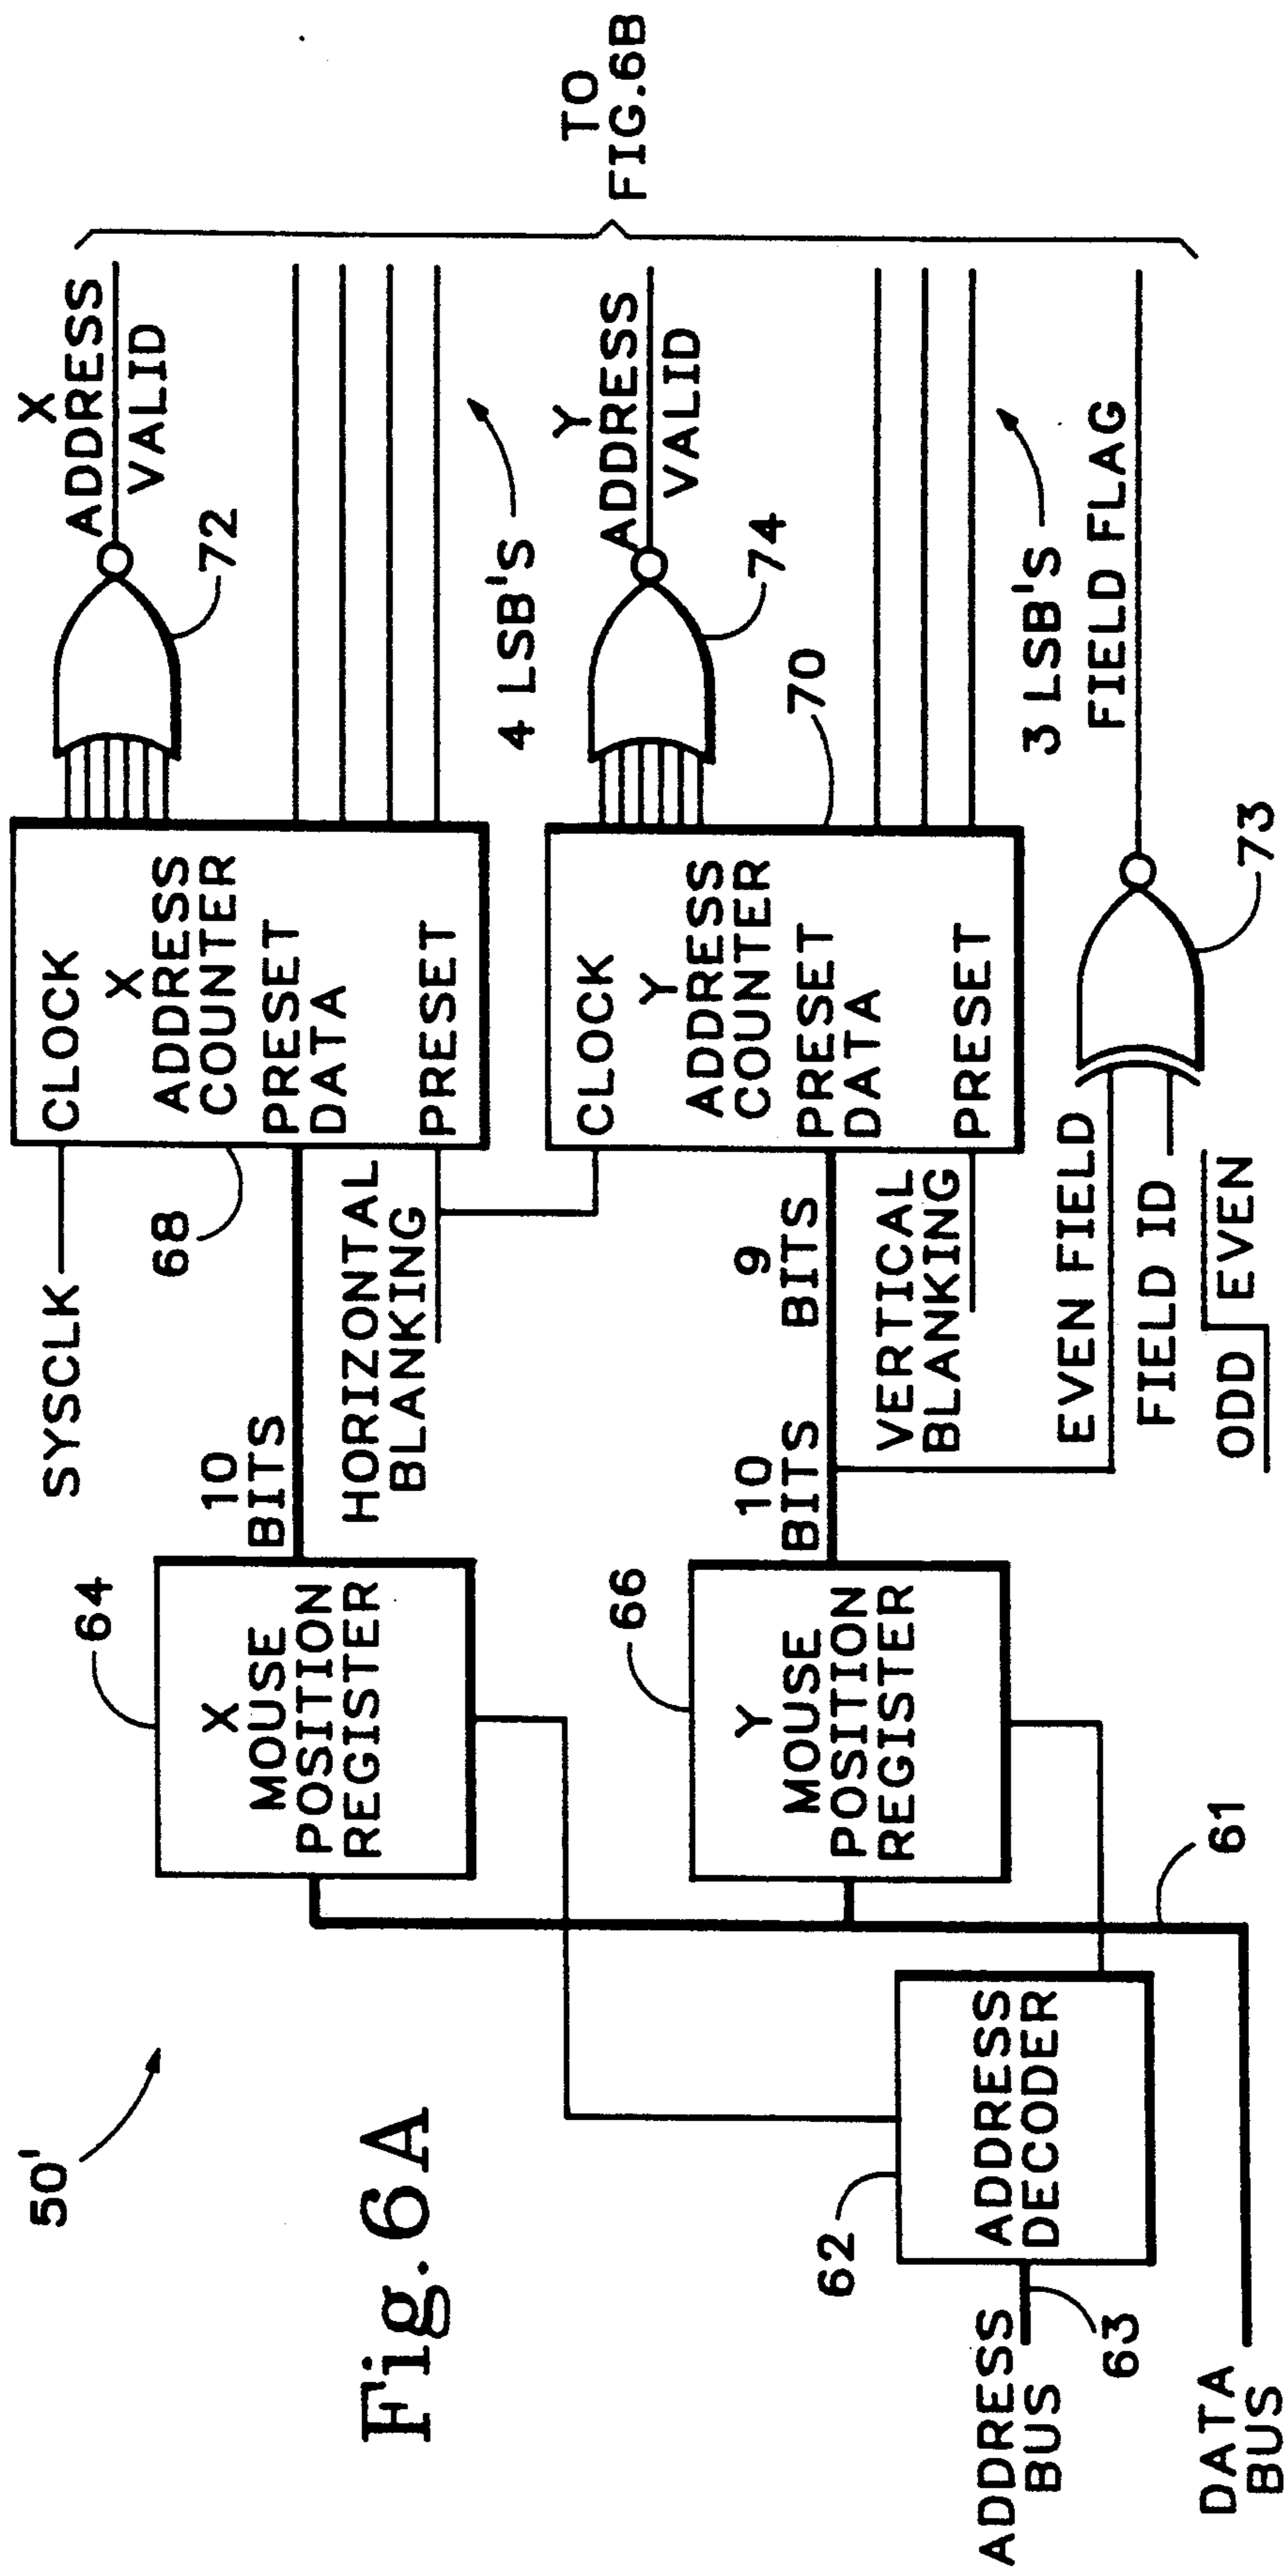 50'
Fig. 6A
SYSCLK
CLOCK
X
ADDRESS
COUNTER
PRESET
DATA
PRESET
68
X
ADDRESS
VALID
72
4 LSB'S
64
X
MOUSE
POSITION
REGISTER
10
BITS
HORIZONTAL
BLANKING
TO
FIG.6B
66
Y
MOUSE
POSITION
REGISTER
10
BITS
9
BITS
VERTICAL
BLANKING
CLOCK
Y
ADDRESS
COUNTER
PRESET
DATA
PRESET
70
Y
ADDRESS
VALID
74
3 LSB'S
FIELD FLAG
73
EVEN FIELD
FIELD ID
ODD
EVEN
62
ADDRESS
DECODER
ADDRESS
BUS
63
61
DATA
BUS